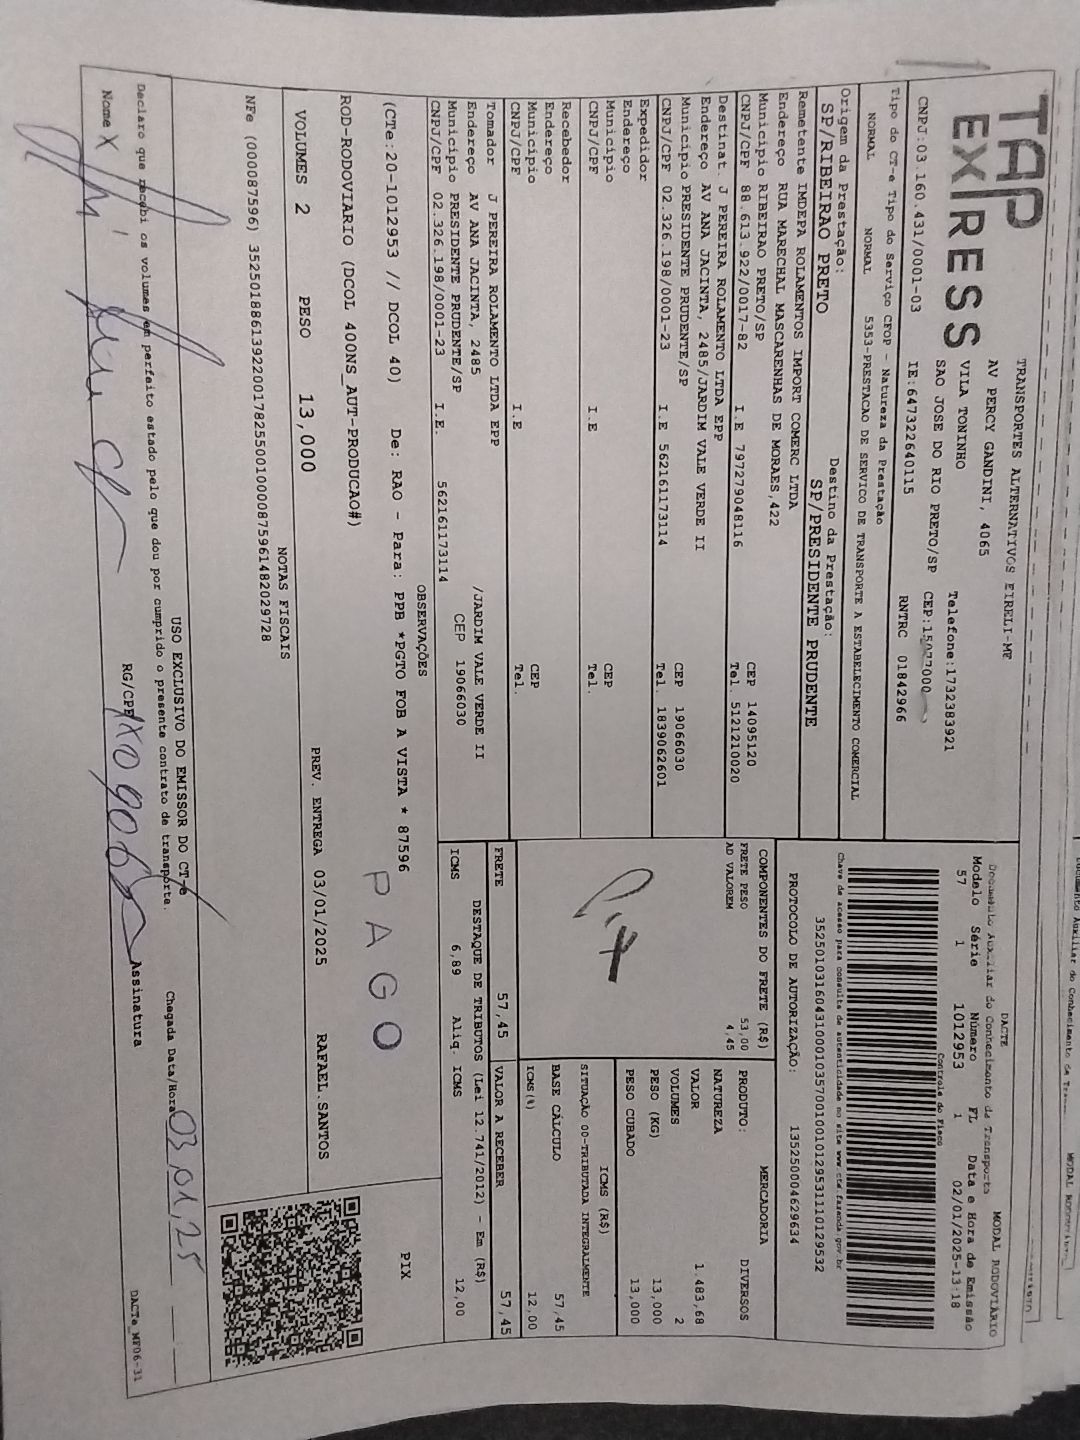 TAP EXPRESS
TRANSPORTES ALTERNATIVOS EIRELI-ME
AV PERCY GANDINI, 4065
VILA TONINHO Telefone:1732383921
SAO JOSE DO RIO PRETO/SP CEP:15077000
CNPJ:03.160.431/0001-03 IE:647322640115 RNTRC 01842966
Tipo do CT-e Tipo do Serviço CFOP - Natureza da Prestação
NORMAL NORMAL 5353-PRESTACAO DE SERVICO DE TRANSPORTE A ESTABELECIMENTO COMERCIAL
Origem da Prestação: Destino da Prestação:
SP/RIBEIRAO PRETO SP/PRESIDENTE PRUDENTE
DACTE MODAL RODOVIÁRIO
Documento Auxiliar do Conhecimento de Transporte
Modelo Série Número FL Data e Hora de Emissão
57 1 1012953 1 02/01/2025-13:18
Controle do Fisco
Chave de acesso para consulta de autenticidade no site www.cte.fazenda.gov.br
35250103160431000103570010010129531110129532
PROTOCOLO DE AUTORIZAÇÃO: 135250004629634
Remetente IMDEPA ROLAMENTOS IMPORT COMERC LTDA
Endereço RUA MARECHAL MASCARENHAS DE MORAES,422
Município RIBEIRAO PRETO/SP CEP 14095120
CNPJ/CPF 88.613.922/0017-82 I.E 797279048116 Tel. 5121210020
Destinat. J PEREIRA ROLAMENTO LTDA EPP
Endereço AV ANA JACINTA, 2485/JARDIM VALE VERDE II
Município PRESIDENTE PRUDENTE/SP CEP 19066030
CNPJ/CPF 02.326.198/0001-23 I.E 562161173114 Tel. 1839062601
Expedidor
Endereço
Município CEP
CNPJ/CPF I.E Tel.
Recebedor
Endereço
Município CEP
CNPJ/CPF I.E Tel.
Tomador J PEREIRA ROLAMENTO LTDA EPP
Endereço AV ANA JACINTA, 2485 /JARDIM VALE VERDE II
Município PRESIDENTE PRUDENTE/SP CEP 19066030
CNPJ/CPF 02.326.198/0001-23 I.E. 562161173114
COMPONENTES DO FRETE (R$)
FRETE PESO 53,00
AD VALOREM 4,45
Pix
PRODUTO: MERCADORIA
NATUREZA DIVERSOS
VALOR 1.483,68
VOLUMES 2
PESO (KG) 13,000
PESO CUBADO 13,000
ICMS (R$)
SITUAÇÃO 00-TRIBUTADA INTEGRALMENTE
BASE CÁLCULO 57,45
ICMS(%) 12,00
FRETE 57,45 VALOR A RECEBER 57,45
DESTAQUE DE TRIBUTOS (Lei 12.741/2012) - Em (R$)
ICMS 6,89 Aliq. ICMS 12,00
OBSERVAÇÕES
(CTe:20-1012953 // DCOL 40) De: RAO - Para: PPB *PGTO FOB A VISTA * 87596
PIX
ROD-RODOVIARIO (DCOL 400NS_AUT-PRODUCAO#)
PAGO
VOLUMES 2 PESO 13,000 PREV. ENTREGA 03/01/2025 RAFAEL.SANTOS
NOTAS FISCAIS
NFe (000087596) 35250188613922001782550010000875961482029728
USO EXCLUSIVO DO EMISSOR DO CT-e
Declaro que recebi os volumes em perfeito estado pelo que dou por cumprido o presente contrato de transporte.
Chegada Data/Hora 03,01,25
Nome X RG/CPF Assinatura
DACTe_MF06-31